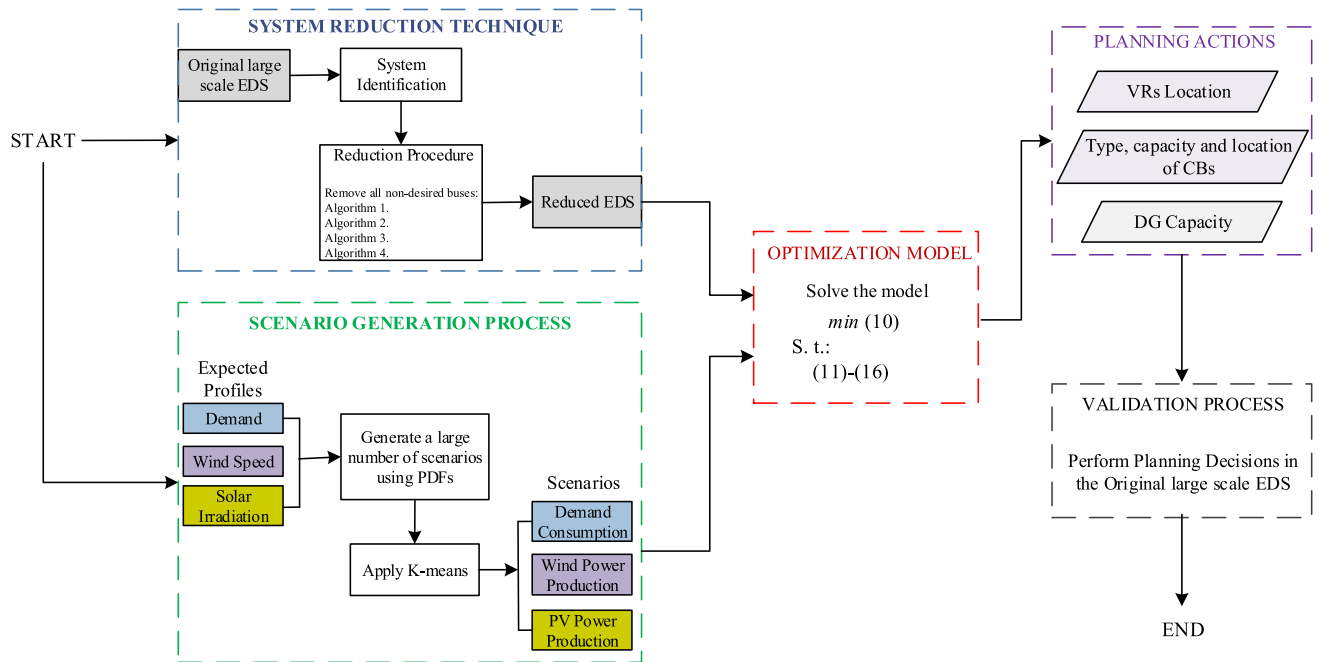 START
SYSTEM REDUCTION TECHNIQUE
Original large
scale EDS
System
Identification
Reduction Procedure
Remove all non-desired buses:
Algorithm 1.
Algorithm 2.
Algorithm 3.
Algorithm 4.
Reduced EDS
SCENARIO GENERATION PROCESS
Expected
Profiles
Demand
Wind Speed
Solar
Irradiation
Generate a large
number of scenarios
using PDFs
Apply K-means
Scenarios
Demand
Consumption
Wind Power
Production
PV Power
Production
OPTIMIZATION MODEL
Solve the model
min (10)
S. t.:
(11)-(16)
PLANNING ACTIONS
VRs Location
Type, capacity and location
of CBs
DG Capacity
VALIDATION PROCESS
Perform Planning Decisions in
the Original large scale EDS
END